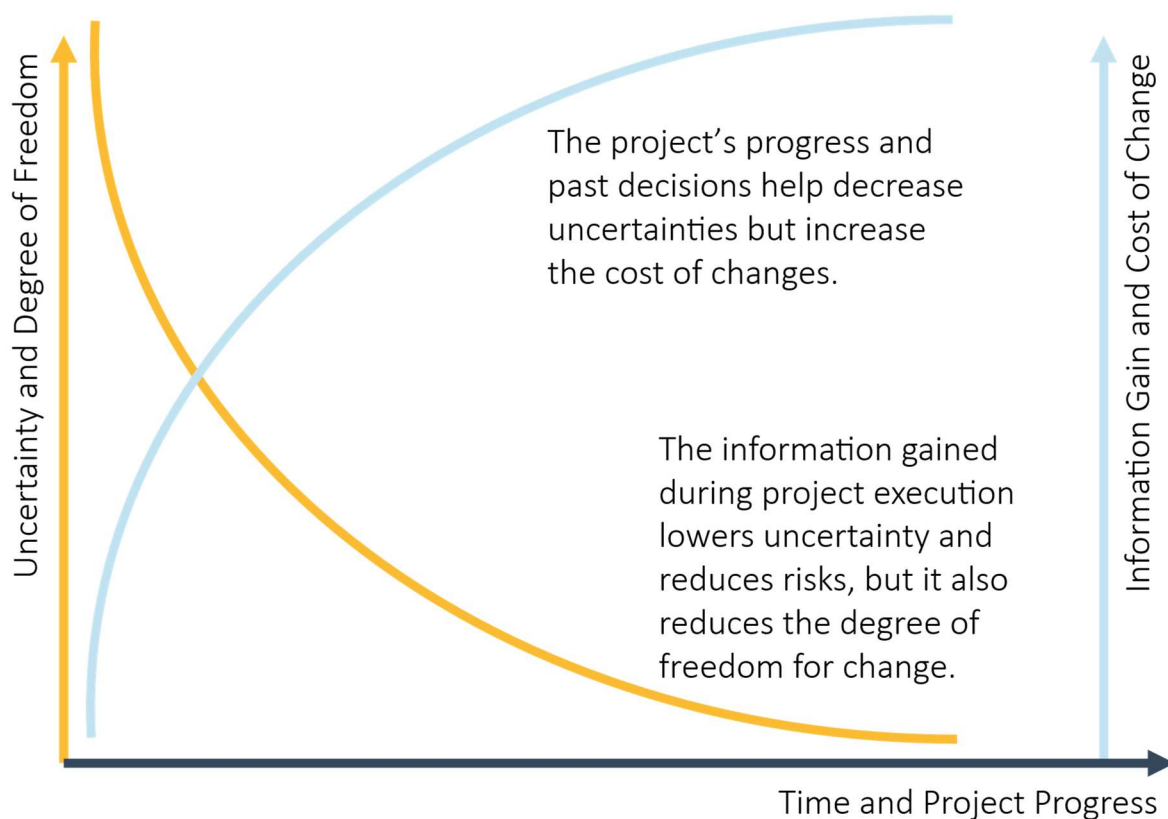 Uncertainty and Degree of Freedom
The project’s progress and
past decisions help decrease
uncertainties but increase
the cost of changes.
The information gained
during project execution
lowers uncertainty and
reduces risks, but it also
reduces the degree of
freedom for change.
Information Gain and Cost of Change
Time and Project Progress